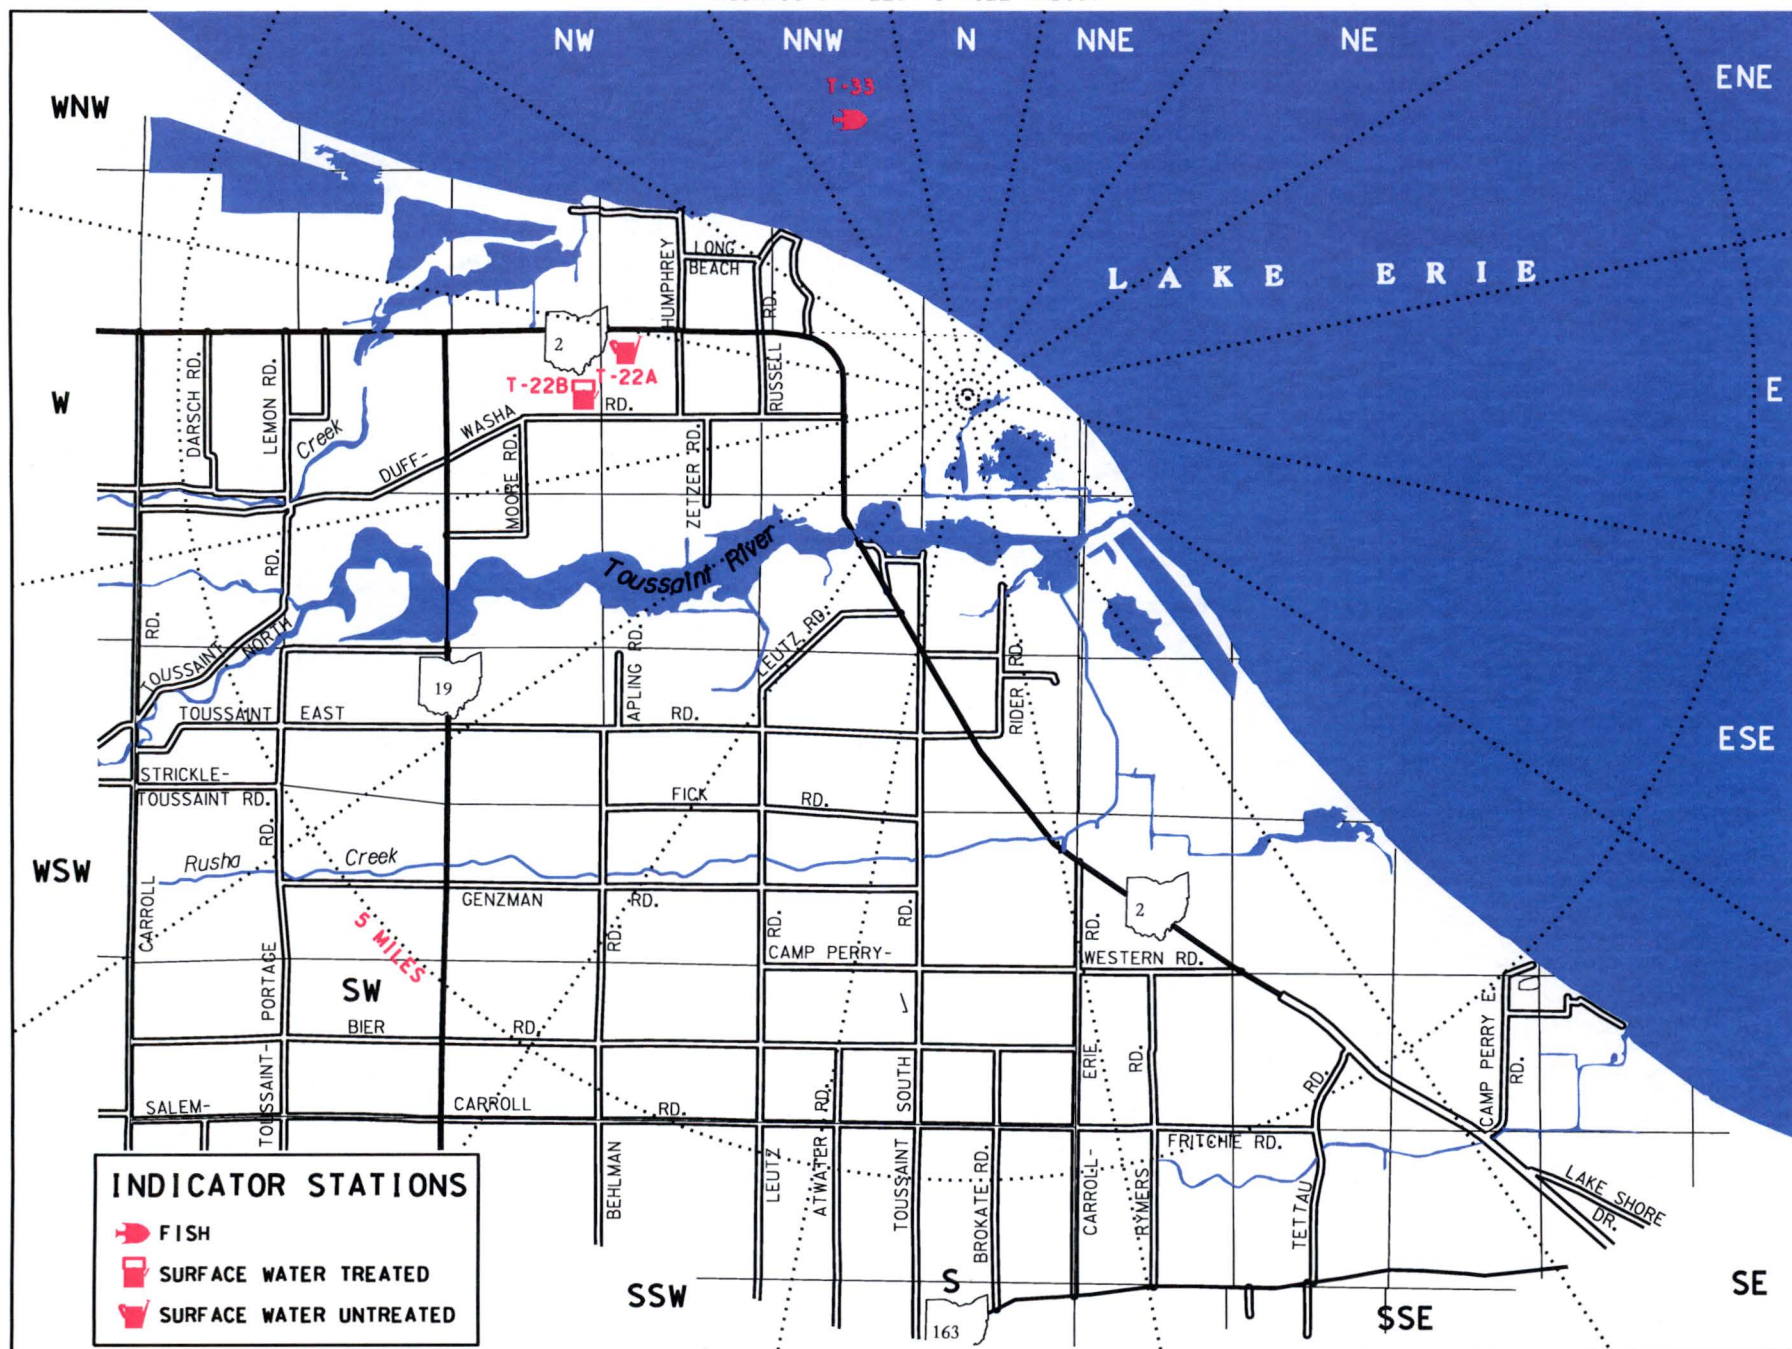 NW
NNW
N
NNE
NE
ENE
WNW
T-33
LAKE ERIE
HUMPHREY
LONG
BEACH
RD.
RUSSELL
2
T-22B
T-22A
W
E
DARSCH RD.
LEMON RD.
Creek
DUFF-
WASHA
RD.
MOORE RD.
ZETZER RD.
Toussaint River
RD.
RD.
TOUSSAINT
NORTH
19
APLING RD.
LEUTZ RD.
RIDER
RD.
TOUSSAINT
EAST
RD.
ESE
STRICKLE-
TOUSSAINT RD.
FICK
RD.
RD.
WSW
Rusha
Creek
CARROLL
GENZMAN
RD.
5 MILES
RD.
RD.
RD.
RD.
2
CAMP PERRY-
WESTERN RD.
SW
PORTAGE
BIER
RD.
ERIE
RD.
RD.
CAMP PERRY E.
RD.
SALEM-
TOUSSAINT-
CARROLL
RD.
RD.
SOUTH
FRITCHIE RD.
BEHLMAN
LEUTZ
ATWATER
TOUSSAINT
BROKATE RD.
CARROLL-
RYMERS
TETTAU
LAKE SHORE
DR.
INDICATOR STATIONS
FISH
SURFACE WATER TREATED
SURFACE WATER UNTREATED
SSW
S
163
SSE
SE